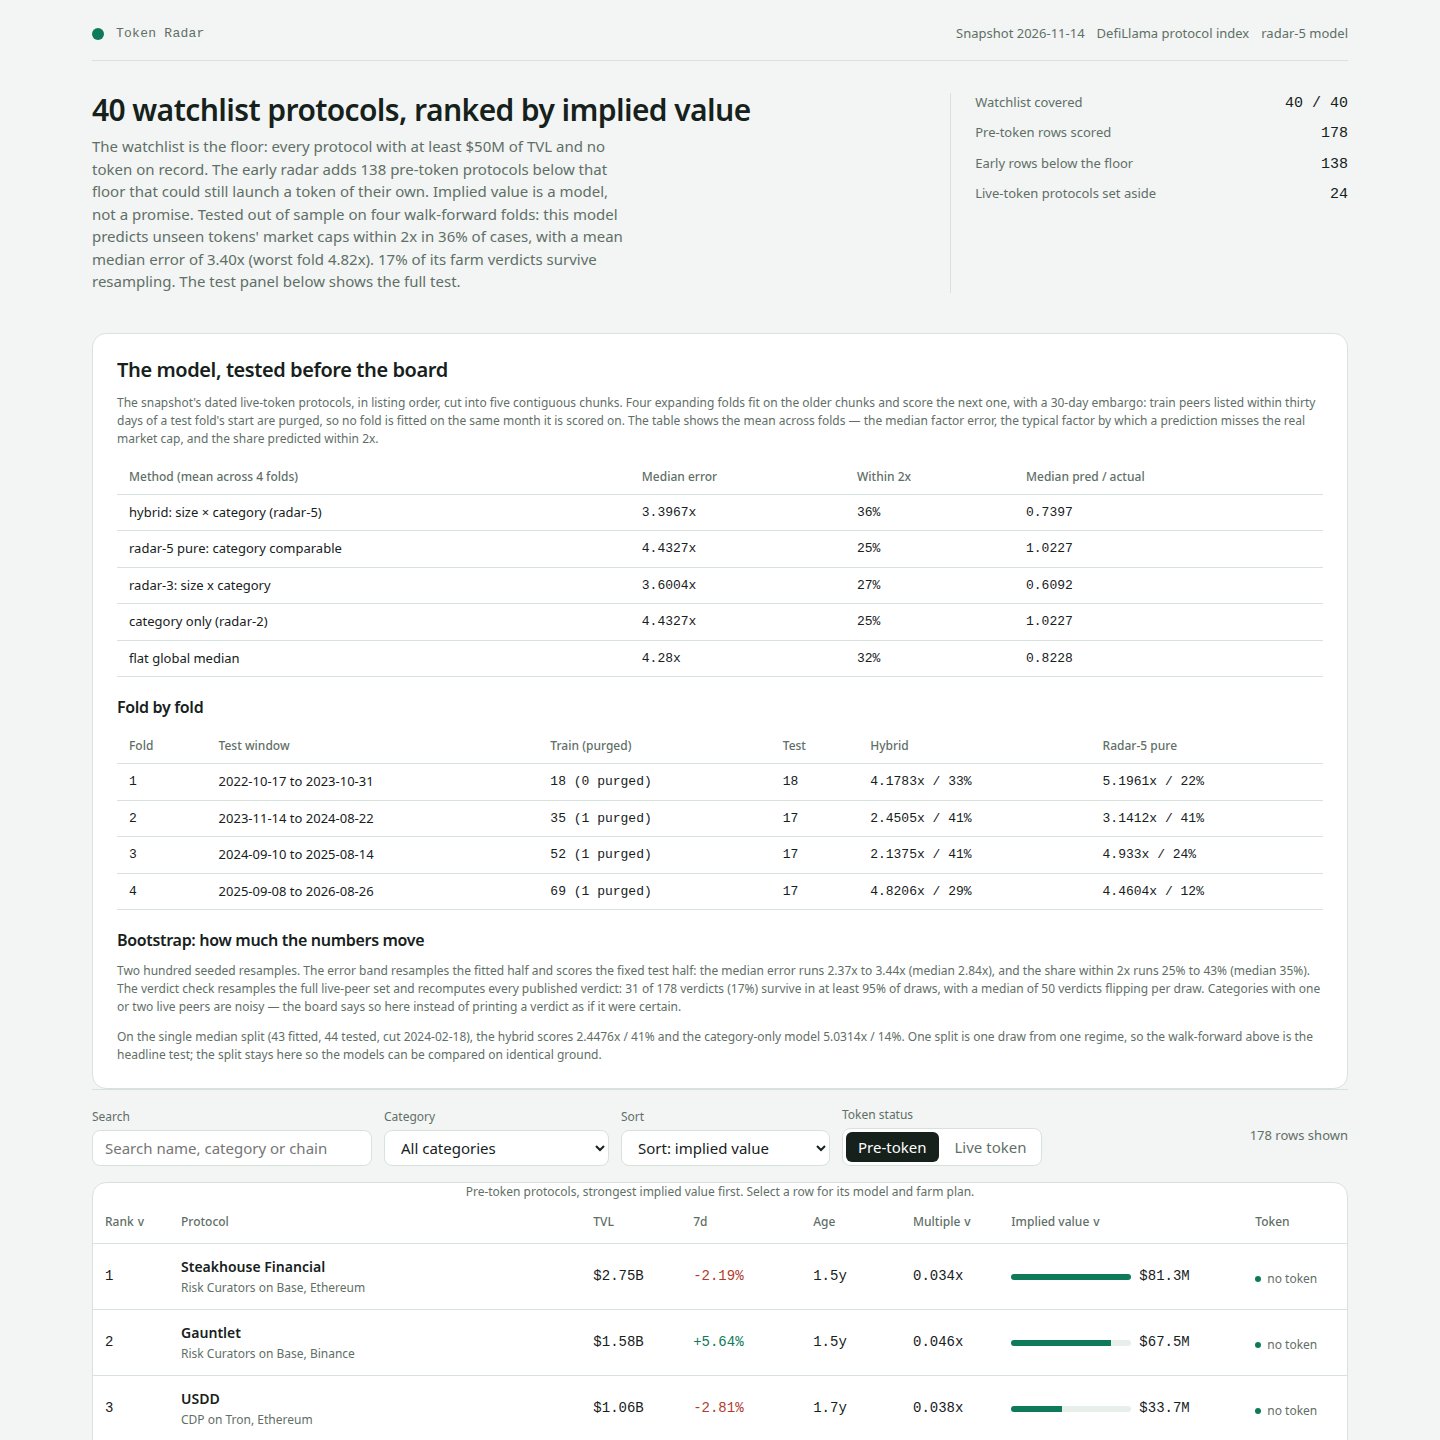 Token Radar
Snapshot 2026-11-14 DefiLlama protocol index radar-5 model
40 watchlist protocols, ranked by implied value
The watchlist is the floor: every protocol with at least $50M of TVL and no
token on record. The early radar adds 138 pre-token protocols below that
floor that could still launch a token of their own. Implied value is a model,
not a promise. Tested out of sample on four walk-forward folds: this model
predicts unseen tokens' market caps within 2x in 36% of cases, with a mean
median error of 3.40x (worst fold 4.82x). 17% of its farm verdicts survive
resampling. The test panel below shows the full test.
Watchlist covered 40 / 40
Pre-token rows scored 178
Early rows below the floor 138
Live-token protocols set aside 24
The model, tested before the board
The snapshot's dated live-token protocols, in listing order, cut into five contiguous chunks. Four expanding folds fit on the older chunks and score the next one, with a 30-day embargo: train peers listed within thirty
days of a test fold's start are purged, so no fold is fitted on the same month it is scored on. The table shows the mean across folds — the median factor error, the typical factor by which a prediction misses the real
market cap, and the share predicted within 2x.
Method (mean across 4 folds) Median error Within 2x Median pred / actual
hybrid: size × category (radar-5) 3.3967x 36% 0.7397
radar-5 pure: category comparable 4.4327x 25% 1.0227
radar-3: size x category 3.6004x 27% 0.6092
category only (radar-2) 4.4327x 25% 1.0227
flat global median 4.28x 32% 0.8228
Fold by fold
Fold Test window Train (purged) Test Hybrid Radar-5 pure
1 2022-10-17 to 2023-10-31 18 (0 purged) 18 4.1783x / 33% 5.1961x / 22%
2 2023-11-14 to 2024-08-22 35 (1 purged) 17 2.4505x / 41% 3.1412x / 41%
3 2024-09-10 to 2025-08-14 52 (1 purged) 17 2.1375x / 41% 4.933x / 24%
4 2025-09-08 to 2026-08-26 69 (1 purged) 17 4.8206x / 29% 4.4604x / 12%
Bootstrap: how much the numbers move
Two hundred seeded resamples. The error band resamples the fitted half and scores the fixed test half: the median error runs 2.37x to 3.44x (median 2.84x), and the share within 2x runs 25% to 43% (median 35%).
The verdict check resamples the full live-peer set and recomputes every published verdict: 31 of 178 verdicts (17%) survive in at least 95% of draws, with a median of 50 verdicts flipping per draw. Categories with one
or two live peers are noisy — the board says so here instead of printing a verdict as if it were certain.
On the single median split (43 fitted, 44 tested, cut 2024-02-18), the hybrid scores 2.4476x / 41% and the category-only model 5.0314x / 14%. One split is one draw from one regime, so the walk-forward above is the
headline test; the split stays here so the models can be compared on identical ground.
Search Category Sort Token status
Search name, category or chain All categories Sort: implied value Pre-token Live token 178 rows shown
Pre-token protocols, strongest implied value first. Select a row for its model and farm plan.
Rank v Protocol TVL 7d Age Multiple v Implied value v Token
1 Steakhouse Financial $2.75B -2.19% 1.5y 0.034x $81.3M no token
Risk Curators on Base, Ethereum
2 Gauntlet $1.58B +5.64% 1.5y 0.046x $67.5M no token
Risk Curators on Base, Binance
3 USDD $1.06B -2.81% 1.7y 0.038x $33.7M no token
CDP on Tron, Ethereum